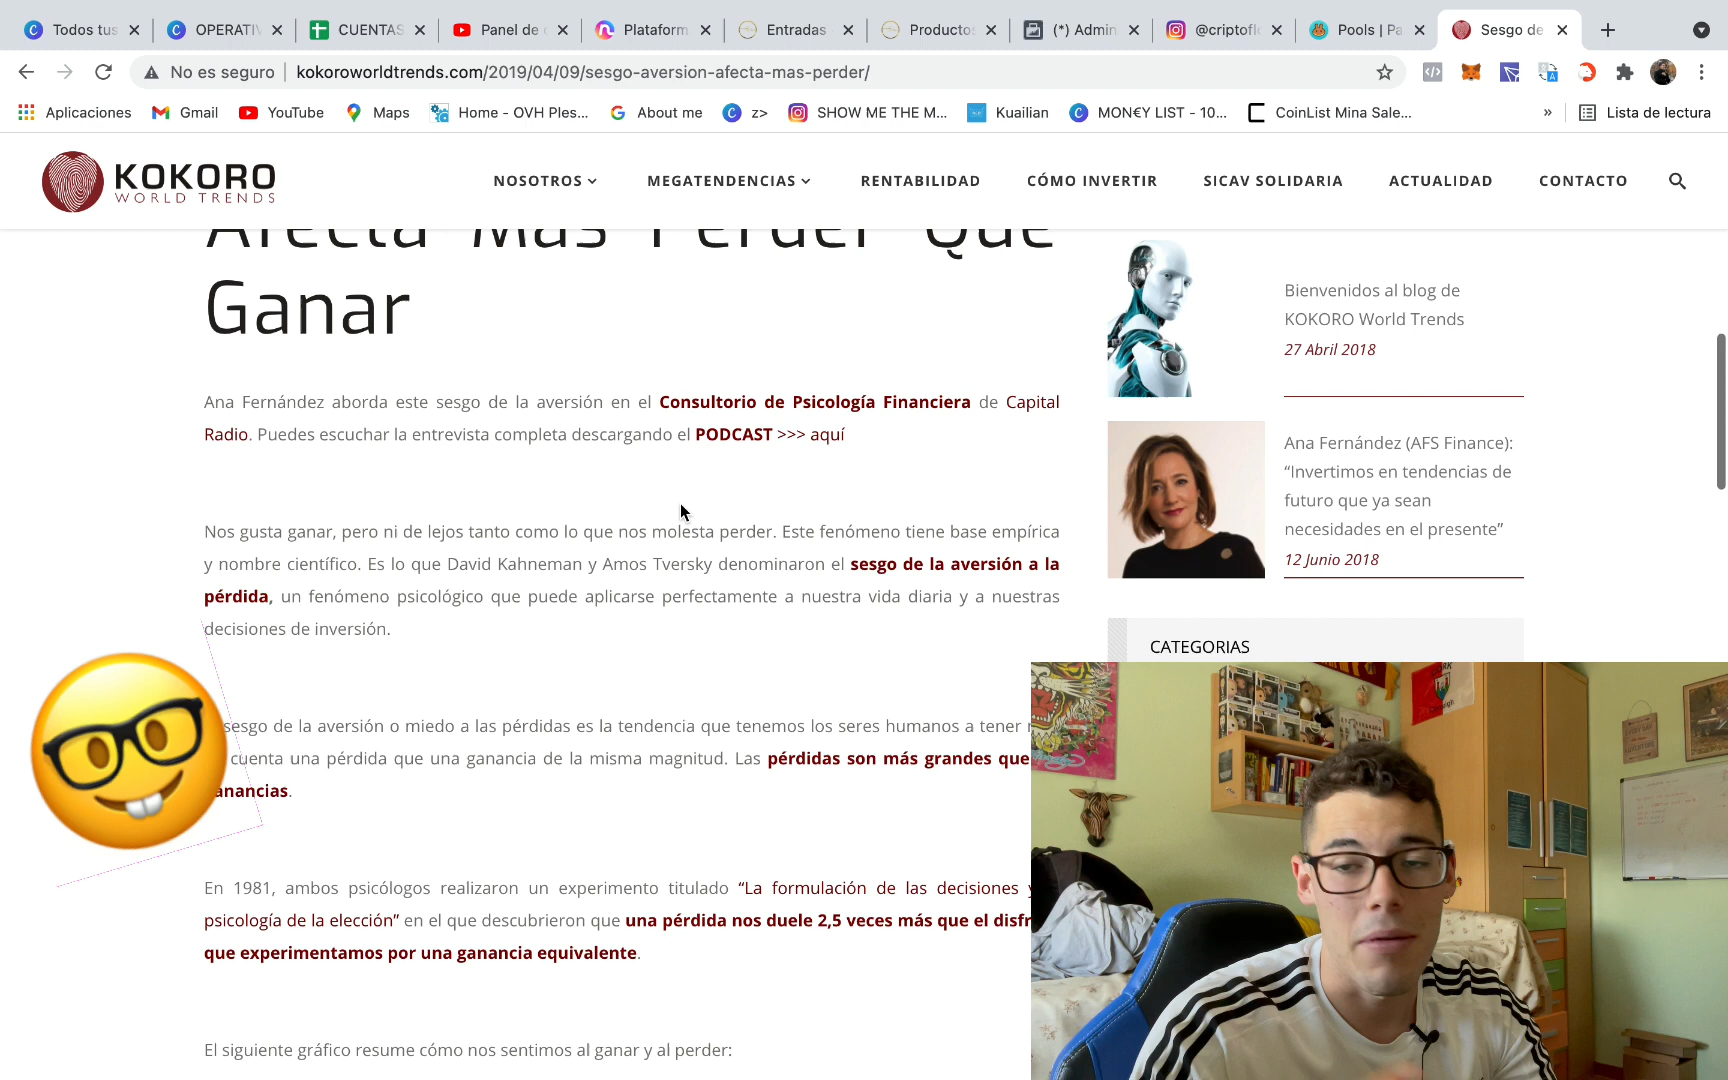 Todos tus
OPERATIV
CUENTAS
Panel de
Plataform
Entradas
Productos
(*) Admin
@criptofl
Pools | Pa
Sesgo de
No es seguro
kokoroworldtrends.com/2019/04/09/sesgo-aversion-afecta-mas-perder/
Aplicaciones
Gmail
YouTube
Maps
Home - OVH Ples...
About me
z>
SHOW ME THE M...
Kuailian
MON€Y LIST - 10...
CoinList Mina Sale...
»
Lista de lectura
KOKORO
WORLD TRENDS
NOSOTROS
MEGATENDENCIAS
RENTABILIDAD
CÓMO INVERTIR
SICAV SOLIDARIA
ACTUALIDAD
CONTACTO
Afecta Más Perder Que
Ganar
Ana Fernández aborda este sesgo de la aversión en el Consultorio de Psicología Financiera de Capital
Radio. Puedes escuchar la entrevista completa descargando el PODCAST >>> aquí
Nos gusta ganar, pero ni de lejos tanto como lo que nos molesta perder. Este fenómeno tiene base empírica
y nombre científico. Es lo que David Kahneman y Amos Tversky denominaron el sesgo de la aversión a la
pérdida, un fenómeno psicológico que puede aplicarse perfectamente a nuestra vida diaria y a nuestras
decisiones de inversión.
sesgo de la aversión o miedo a las pérdidas es la tendencia que tenemos los seres humanos a tener
cuenta una pérdida que una ganancia de la misma magnitud. Las pérdidas son más grandes que
anancias.
En 1981, ambos psicólogos realizaron un experimento titulado “La formulación de las decisiones y
psicología de la elección” en el que descubrieron que una pérdida nos duele 2,5 veces más que el disfr
que experimentamos por una ganancia equivalente.
El siguiente gráfico resume cómo nos sentimos al ganar y al perder:
Bienvenidos al blog de
KOKORO World Trends
27 Abril 2018
Ana Fernández (AFS Finance):
“Invertimos en tendencias de
futuro que ya sean
necesidades en el presente”
12 Junio 2018
CATEGORIAS